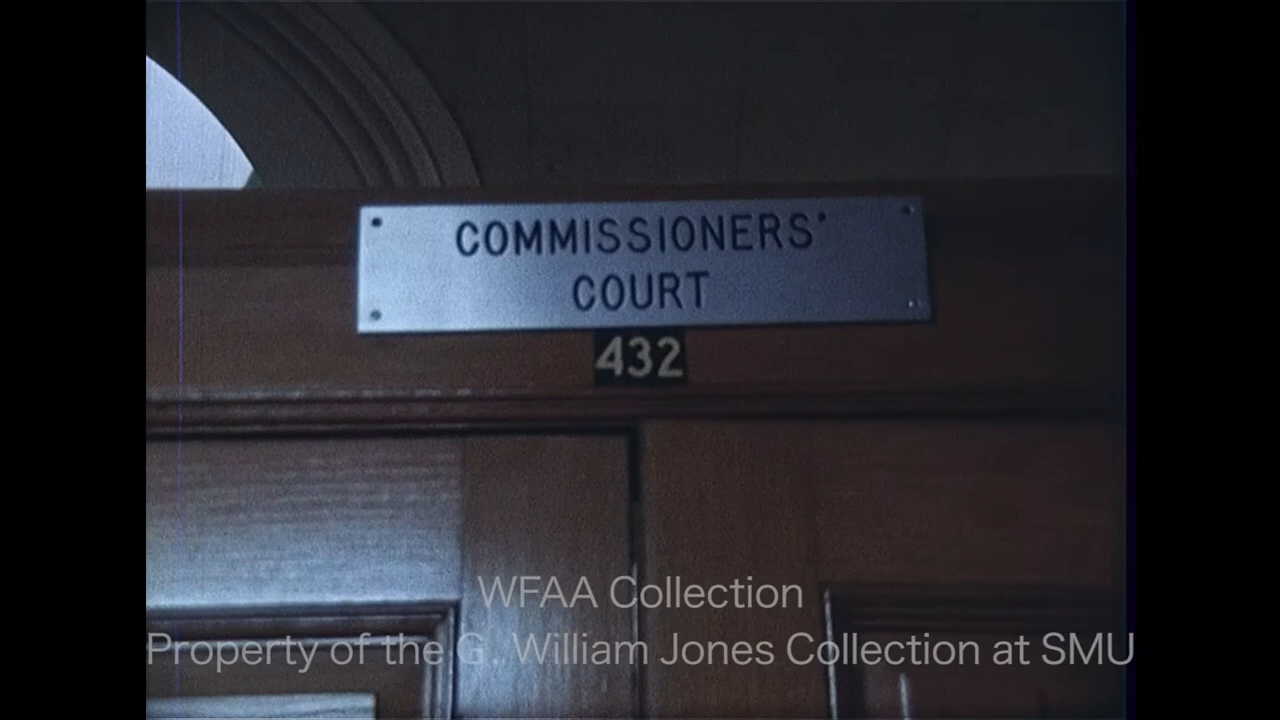 COMMISSIONERS'
COURT
432
WFAA Collection
Property of the G. William Jones Collection at SMU